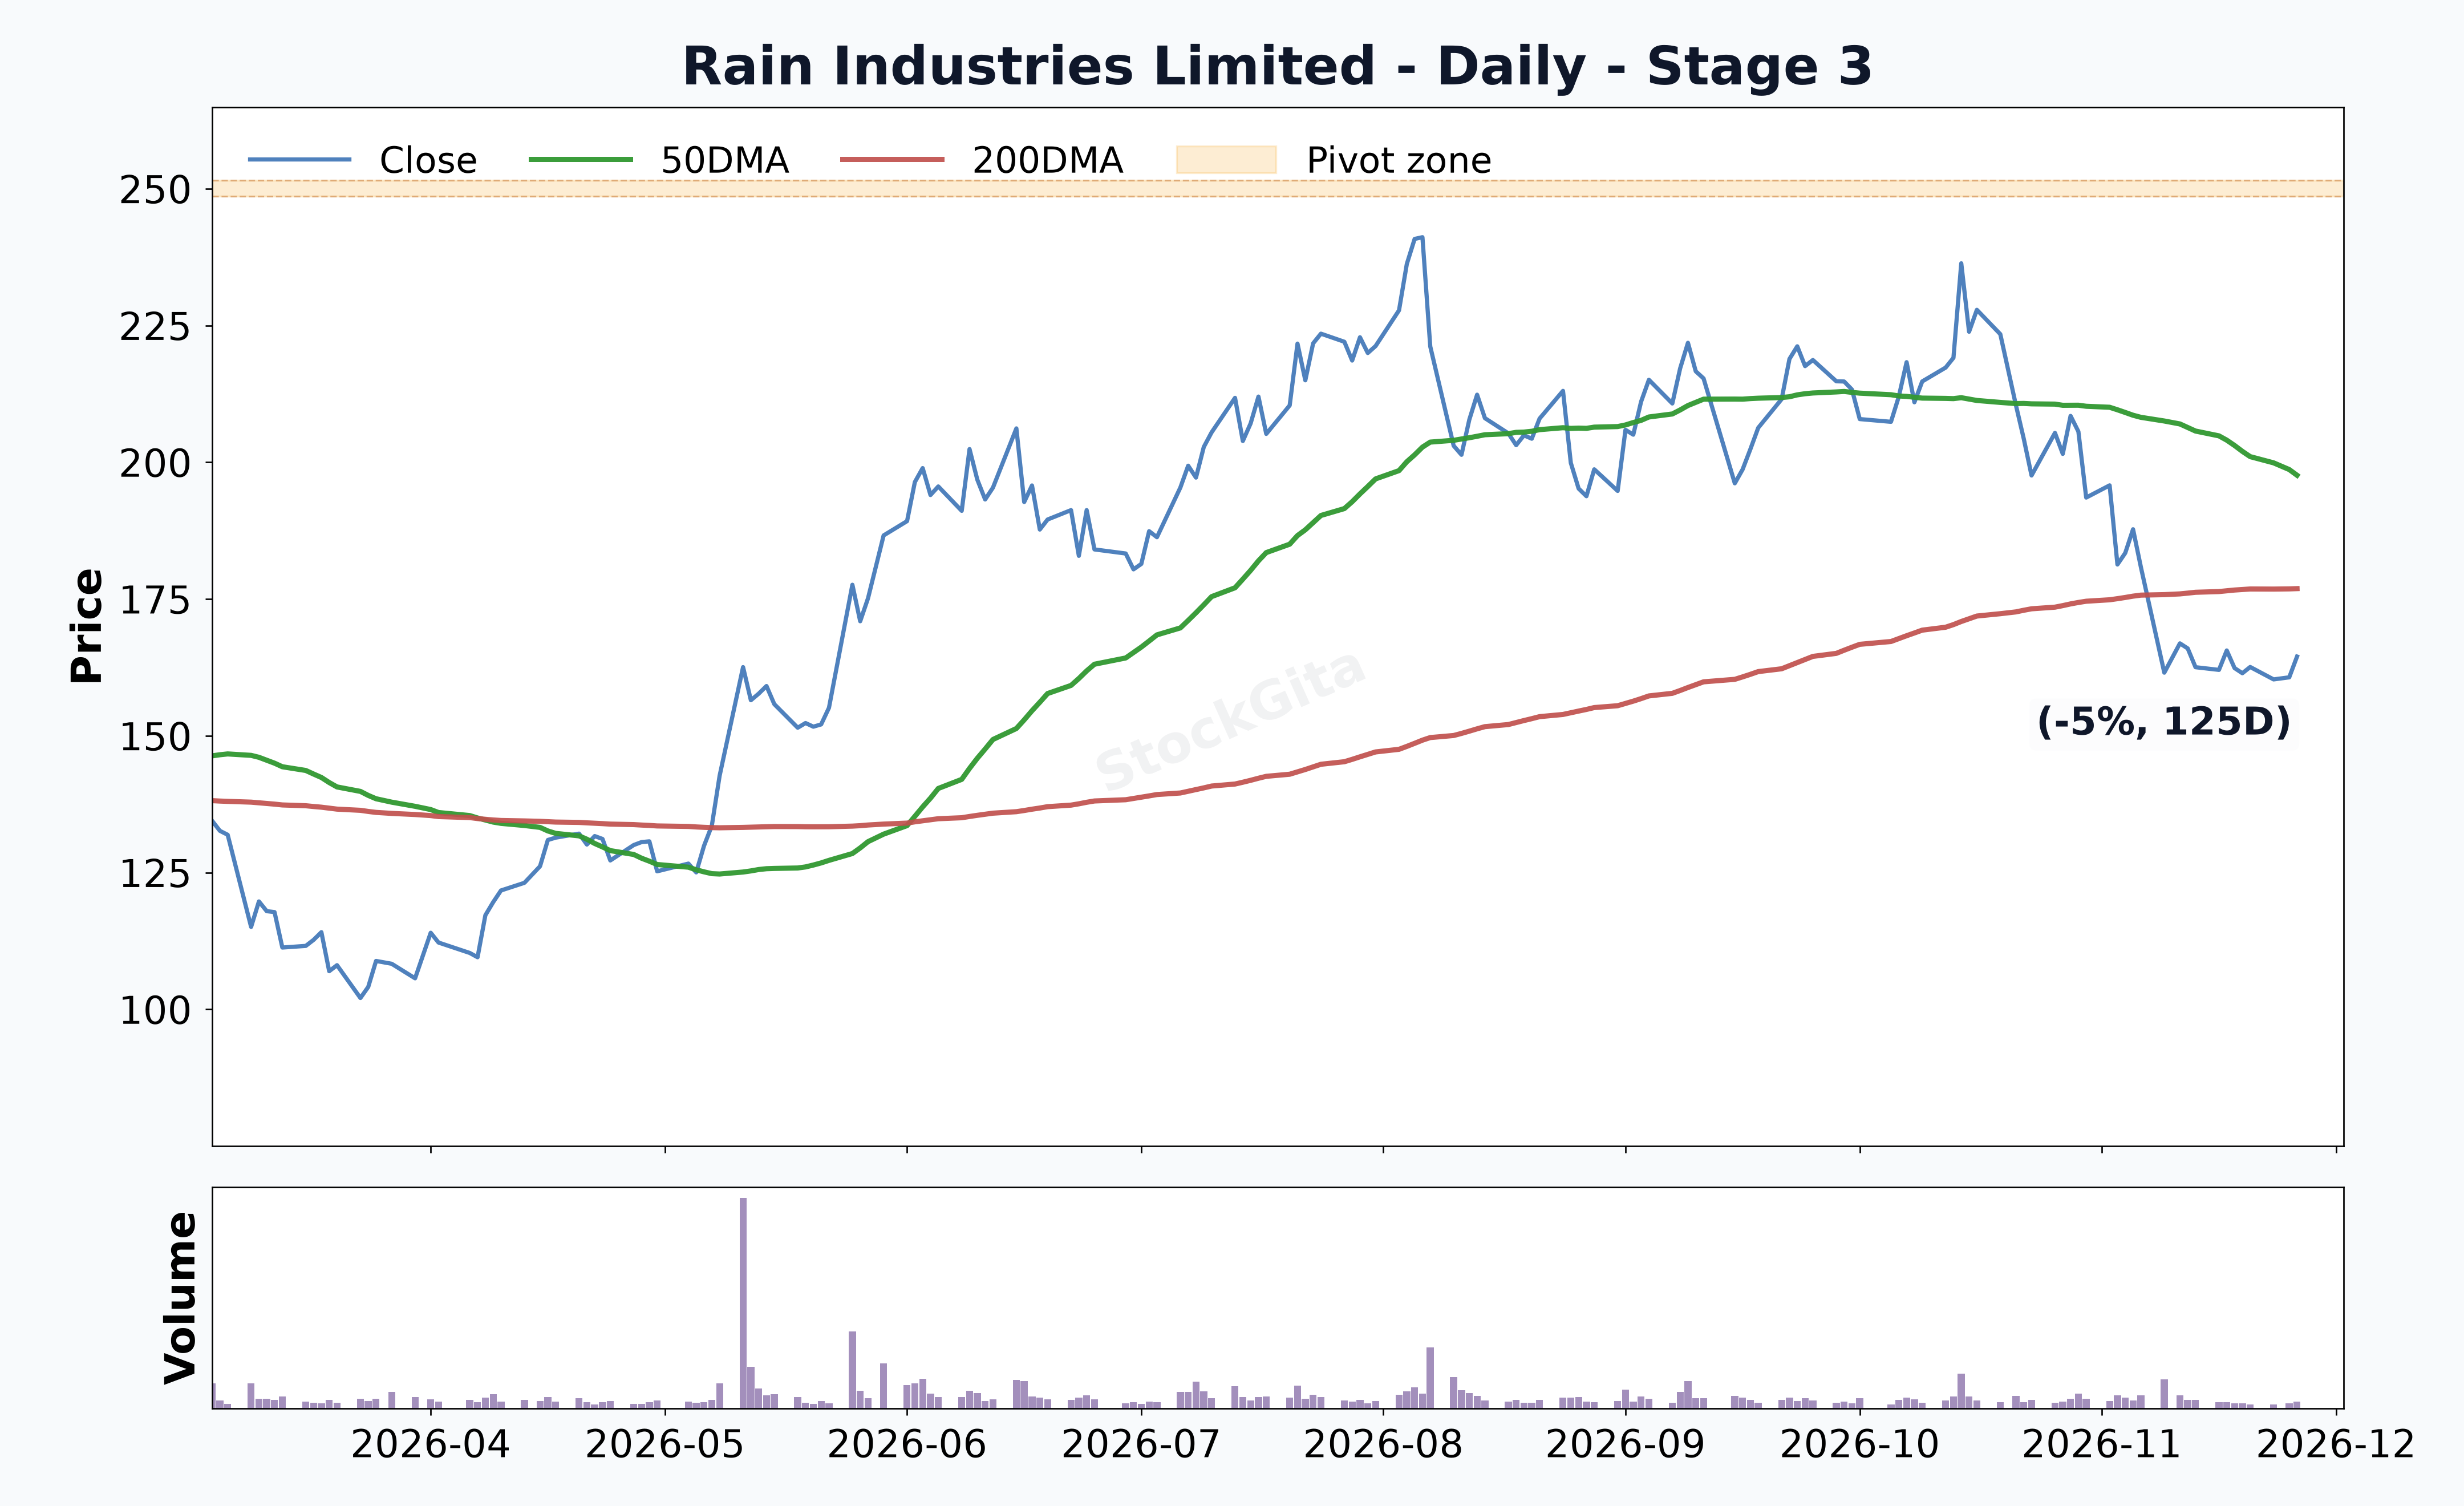 Rain Industries Limited - Daily - Stage 3
Close 50DMA 200DMA Pivot zone
250
225
200
175
150
125
100
Price
StockGita
(-5%, 125D)
Volume
2026-04 2026-05 2026-06 2026-07 2026-08 2026-09 2026-10 2026-11 2026-12